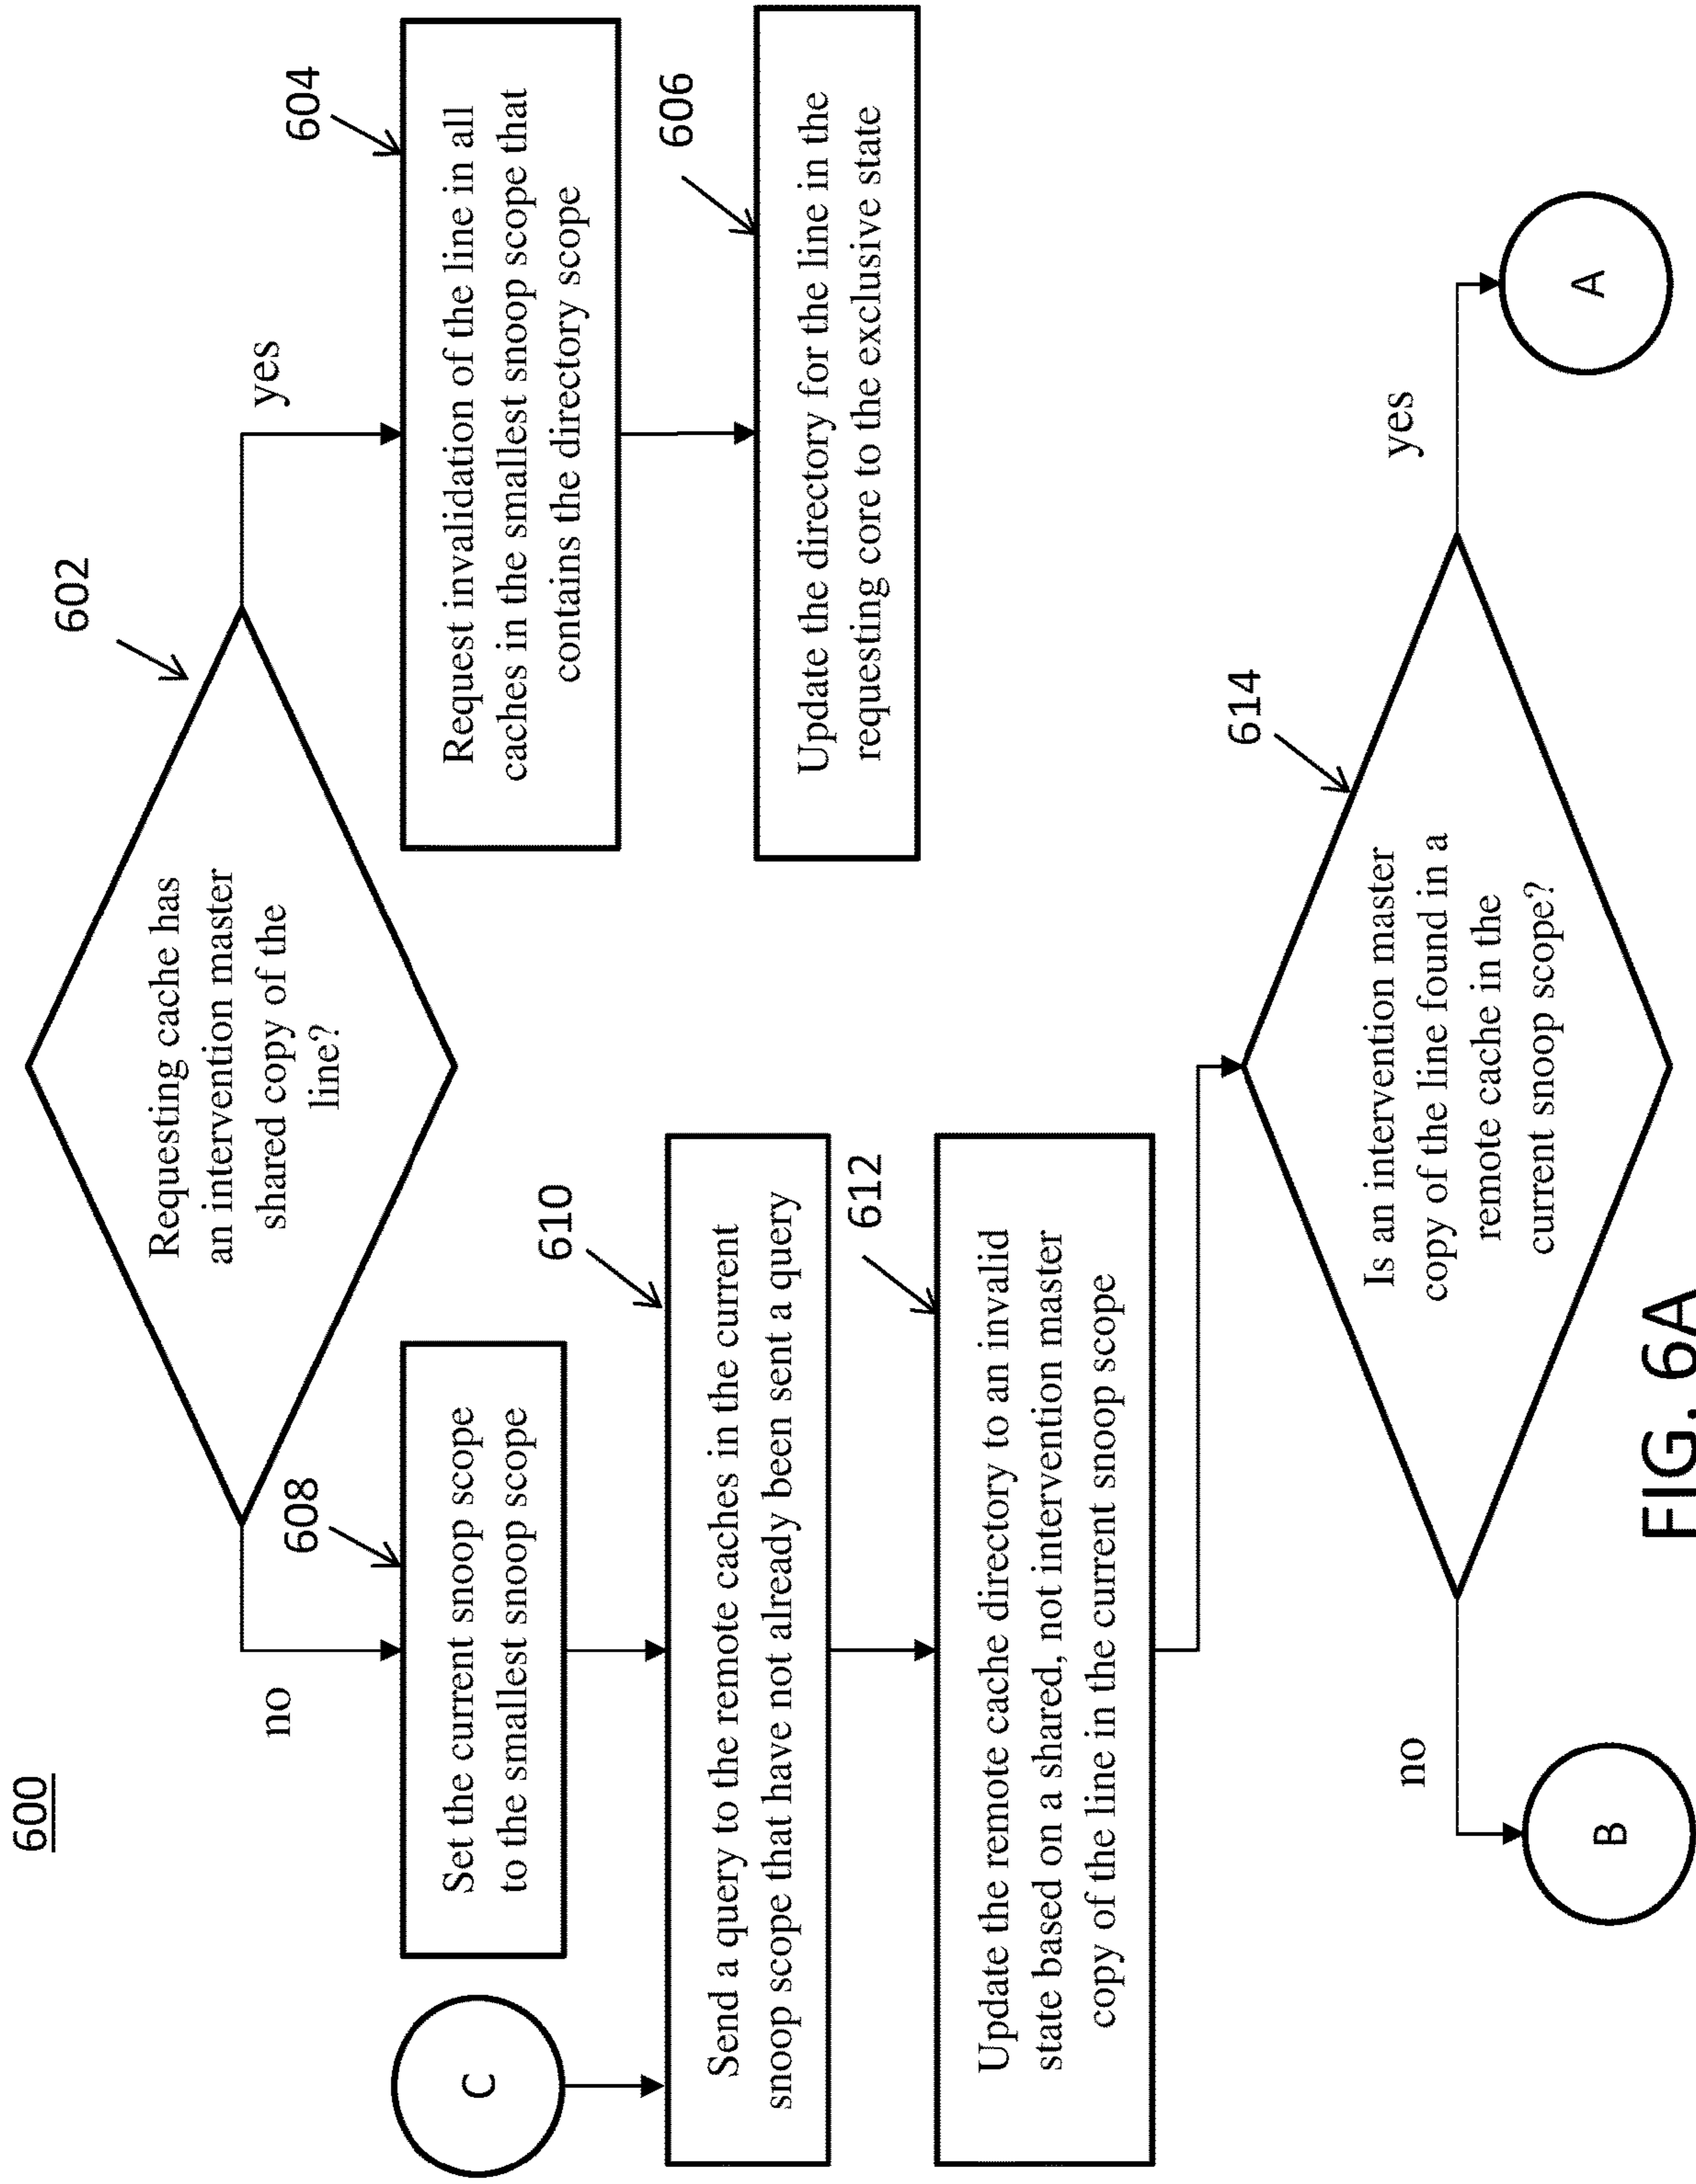 600
602
Requesting cache has
an intervention master
shared copy of the
line?
yes
604
Request invalidation of the line in all
caches in the smallest snoop scope that
contains the directory scope
606
Update the directory for the line in the
requesting core to the exclusive state
no
608
Set the current snoop scope
to the smallest snoop scope
C
610
Send a query to the remote caches in the current
snoop scope that have not already been sent a query
612
Update the remote cache directory to an invalid
state based on a shared, not intervention master
copy of the line in the current snoop scope
614
Is an intervention master
copy of the line found in a
remote cache in the
current snoop scope?
no
yes
B
A
FIG. 6A